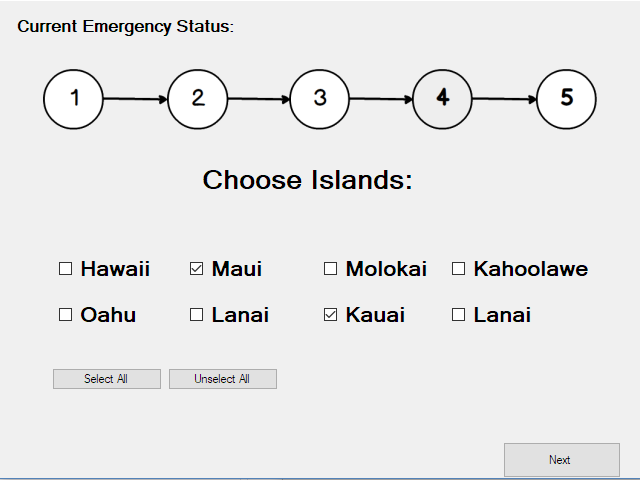 Current Emergency Status:
1 2 3 4 5
Choose Islands:
Hawaii Maui Molokai Kahoolawe
Oahu Lanai Kauai Lanai
Select All Unselect All
Next